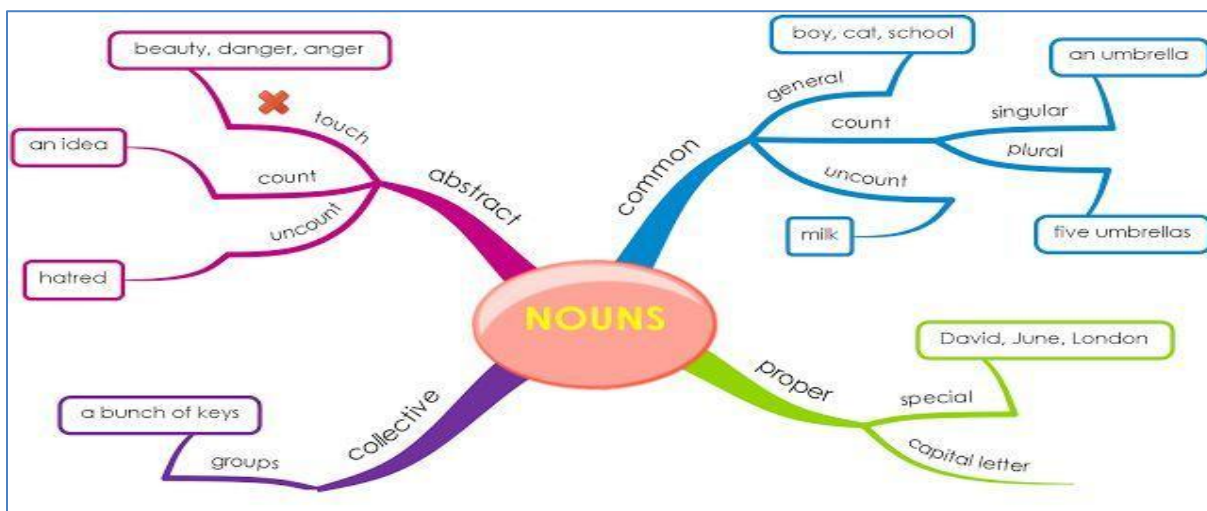 NOUNS
abstract
touch
beauty, danger, anger
count
an idea
uncount
hatred
common
general
boy, cat, school
count
singular
an umbrella
plural
five umbrellas
uncount
milk
collective
groups
a bunch of keys
proper
special
David, June, London
capital letter